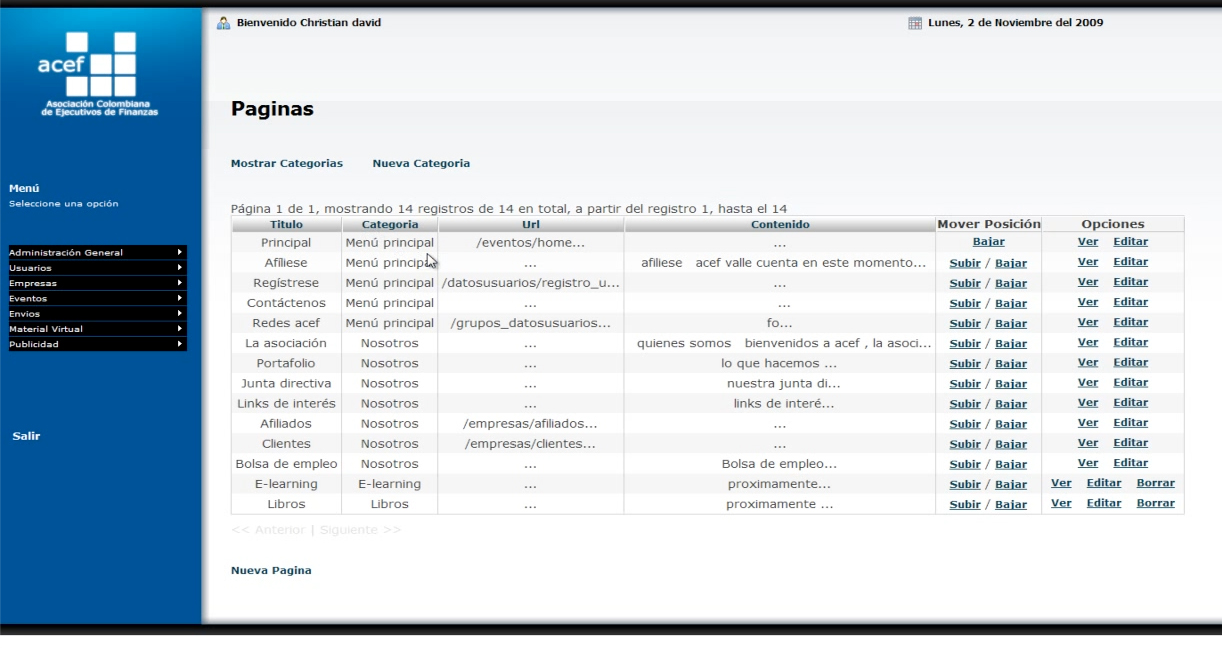 Bienvenido Christian david
Lunes, 2 de Noviembre del 2009
acef
Asociación Colombiana
de Ejecutivos de Finanzas
Menú
Seleccione una opción
Administración General
Usuarios
Empresas
Eventos
Envios
Material Virtual
Publicidad
Salir
Paginas
Mostrar Categorias Nueva Categoria
Página 1 de 1, mostrando 14 registros de 14 en total, a partir del registro 1, hasta el 14
Titulo Categoria Url Contenido Mover Posición Opciones
Principal Menú principal /eventos/home... ... Bajar Ver Editar
Afíliese Menú principal ... afiliese acef valle cuenta en este momento... Subir / Bajar Ver Editar
Regístrese Menú principal /datosusuarios/registro_u... ... Subir / Bajar Ver Editar
Contáctenos Menú principal ... ... Subir / Bajar Ver Editar
Redes acef Menú principal /grupos_datosusuarios... fo... Subir / Bajar Ver Editar
La asociación Nosotros ... quienes somos bienvenidos a acef , la asoci... Subir / Bajar Ver Editar
Portafolio Nosotros ... lo que hacemos ... Subir / Bajar Ver Editar
Junta directiva Nosotros ... nuestra junta di... Subir / Bajar Ver Editar
Links de interés Nosotros ... links de interé... Subir / Bajar Ver Editar
Afiliados Nosotros /empresas/afiliados... ... Subir / Bajar Ver Editar
Clientes Nosotros /empresas/clientes... ... Subir / Bajar Ver Editar
Bolsa de empleo Nosotros ... Bolsa de empleo... Subir / Bajar Ver Editar
E-learning E-learning ... proximamente... Subir / Bajar Ver Editar Borrar
Libros Libros ... proximamente ... Subir / Bajar Ver Editar Borrar
<< Anterior | Siguiente >>
Nueva Pagina